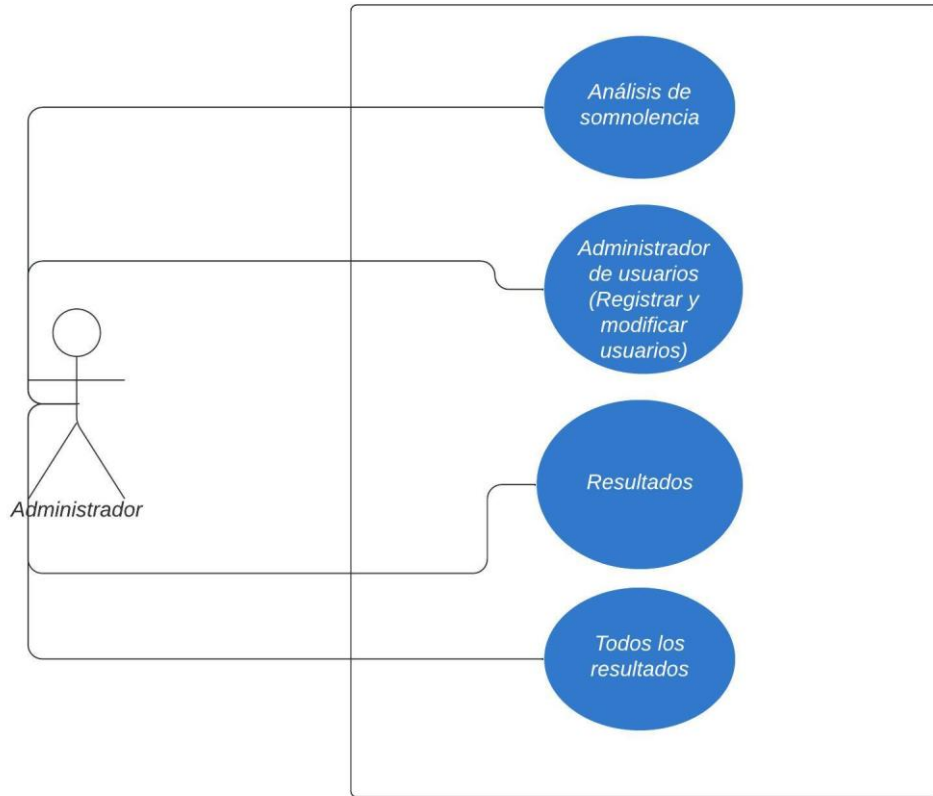 Análisis de
somnolencia
Administrador
de usuarios
(Registrar y
modificar
usuarios)
Resultados
Administrador
Todos los
resultados